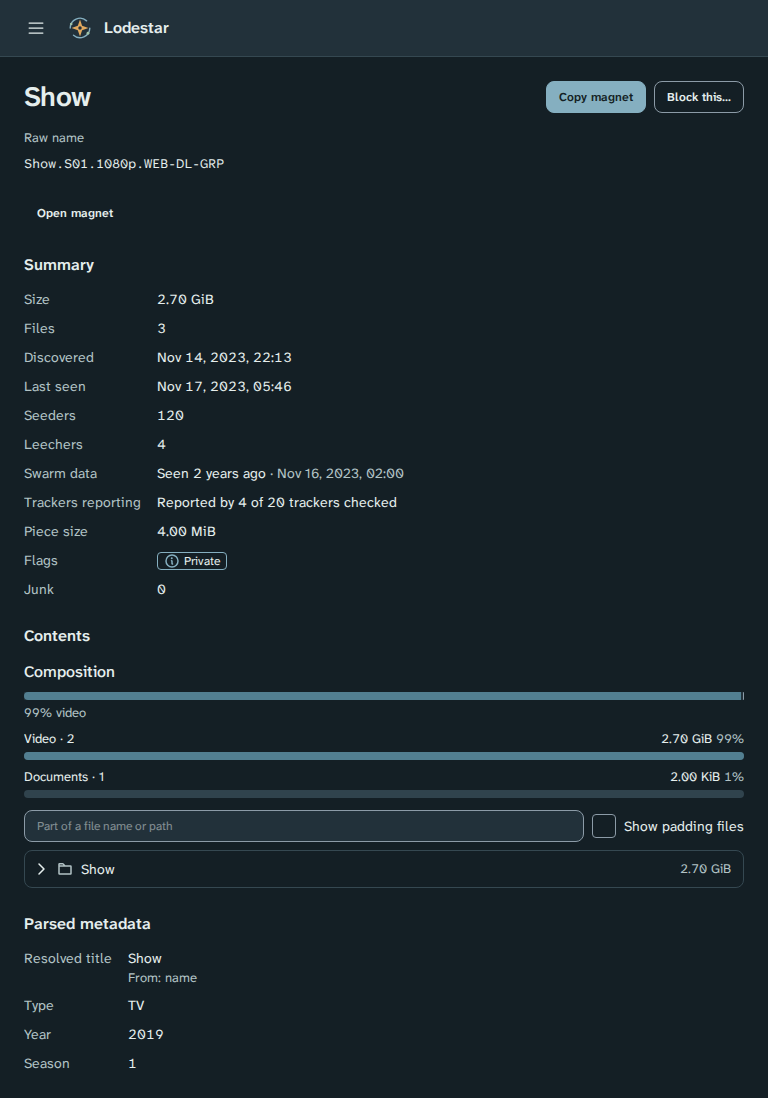 Lodestar
Show
Copy magnet
Block this...
Raw name
Show.S01.1080p.WEB-DL-GRP
Open magnet
Summary
Size 2.70 GiB
Files 3
Discovered Nov 14, 2023, 22:13
Last seen Nov 17, 2023, 05:46
Seeders 120
Leechers 4
Swarm data Seen 2 years ago · Nov 16, 2023, 02:00
Trackers reporting Reported by 4 of 20 trackers checked
Piece size 4.00 MiB
Flags Private
Junk 0
Contents
Composition
99% video
Video · 2 2.70 GiB 99%
Documents · 1 2.00 KiB 1%
Part of a file name or path
Show padding files
Show 2.70 GiB
Parsed metadata
Resolved title Show
From: name
Type TV
Year 2019
Season 1